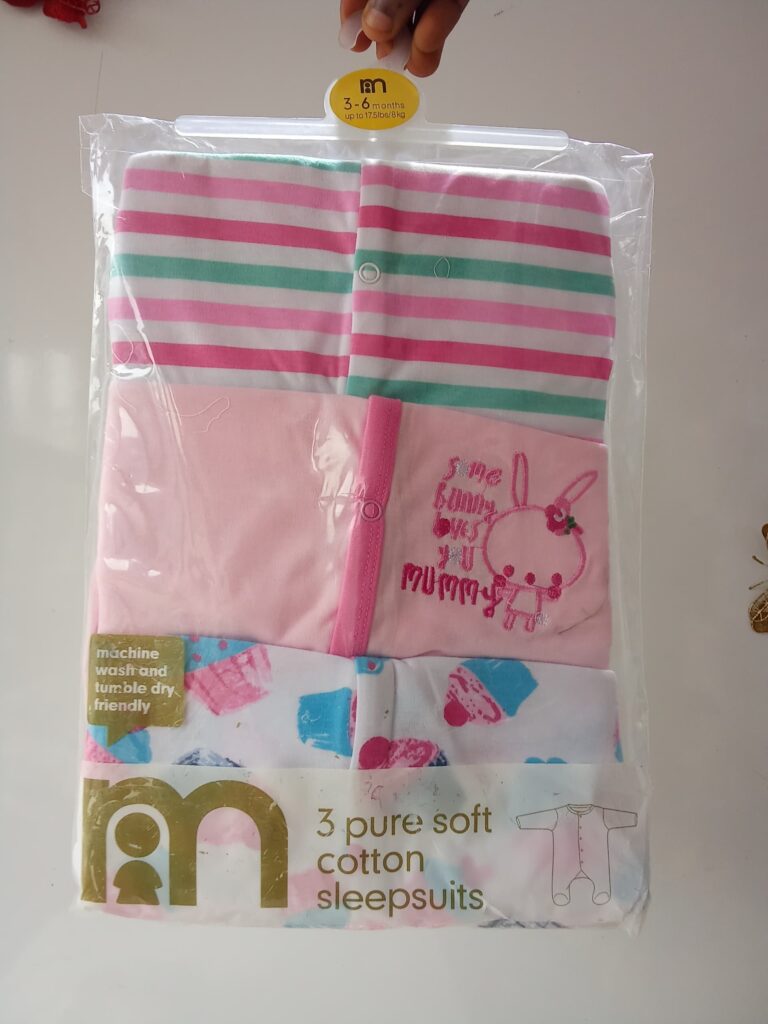 m
3-6 months
up to 17.5lbs/8kg
some
bunny
loves
you
mummy
machine
wash and
tumble dry
friendly
m
3 pure soft
cotton
sleepsuits